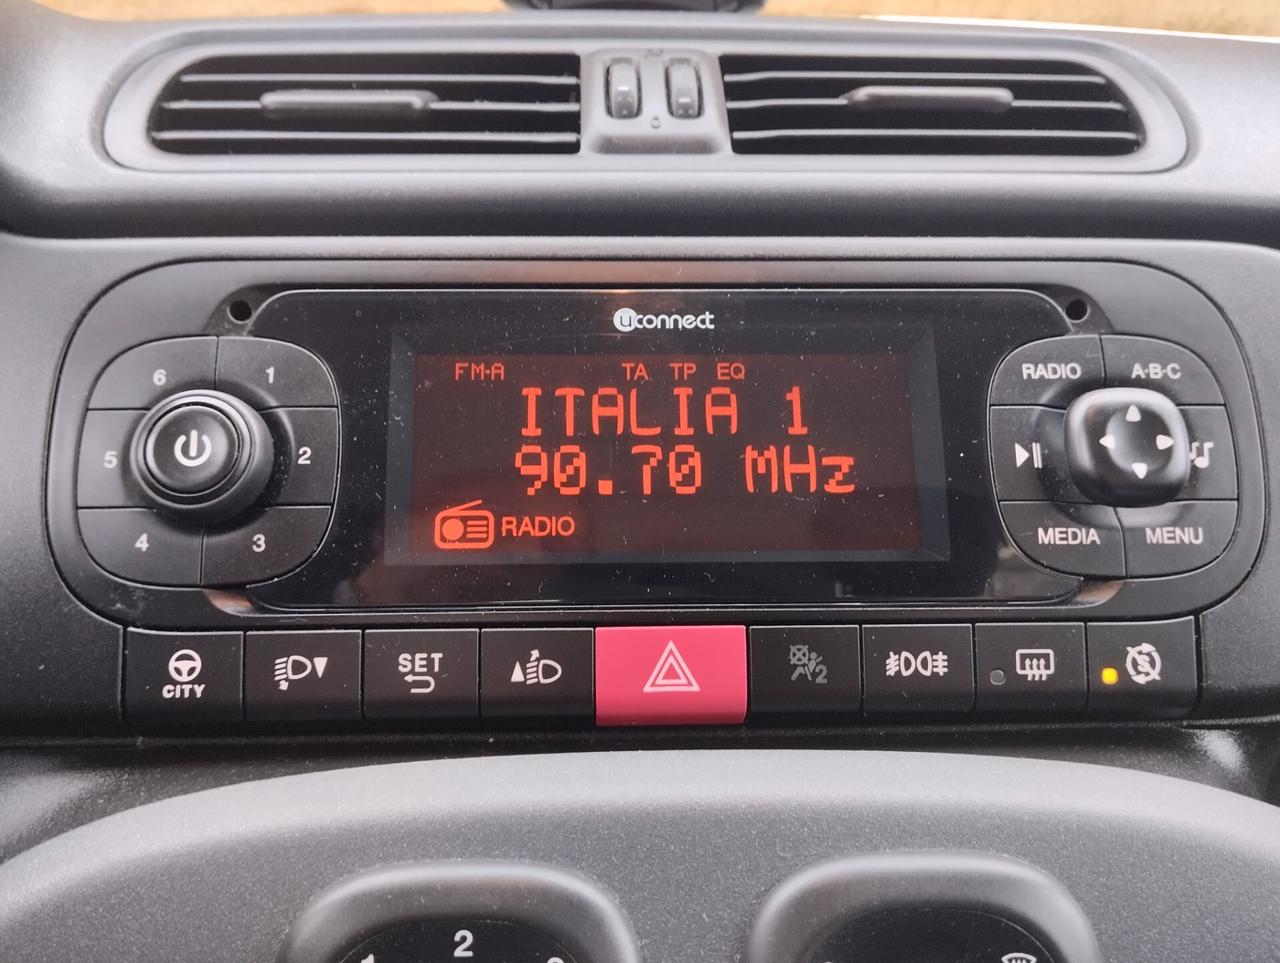 uconnect
FM-A TA TP EQ
ITALIA 1
90.70 MHz
RADIO
6 1
5 2
4 3
RADIO A·B·C
MEDIA MENU
CITY
SET
2
2